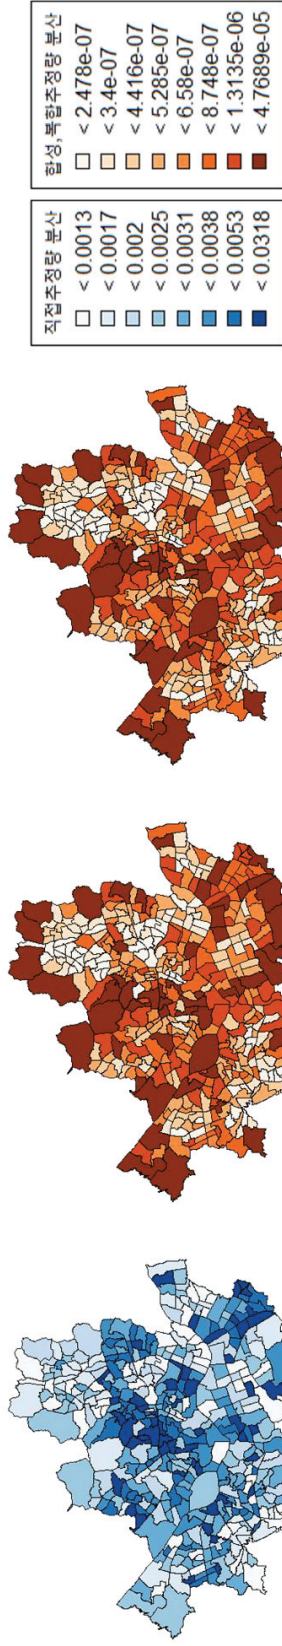 직접추정량 분산
< 0.0013
< 0.0017
< 0.002
< 0.0025
< 0.0031
< 0.0038
< 0.0053
< 0.0318
합성,복합추정량 분산
< 2.478e-07
< 3.4e-07
< 4.416e-07
< 5.285e-07
< 6.58e-07
< 8.748e-07
< 1.3135e-06
< 4.7689e-05